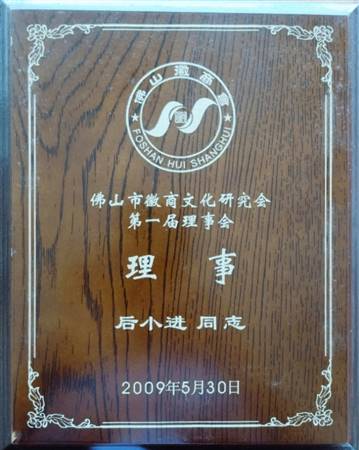 佛山徽商會
FOSHAN HUI SHANGHUI
佛山市徽商文化研究会
第一届理事会
理 事
后小进 同志
2009年5月30日